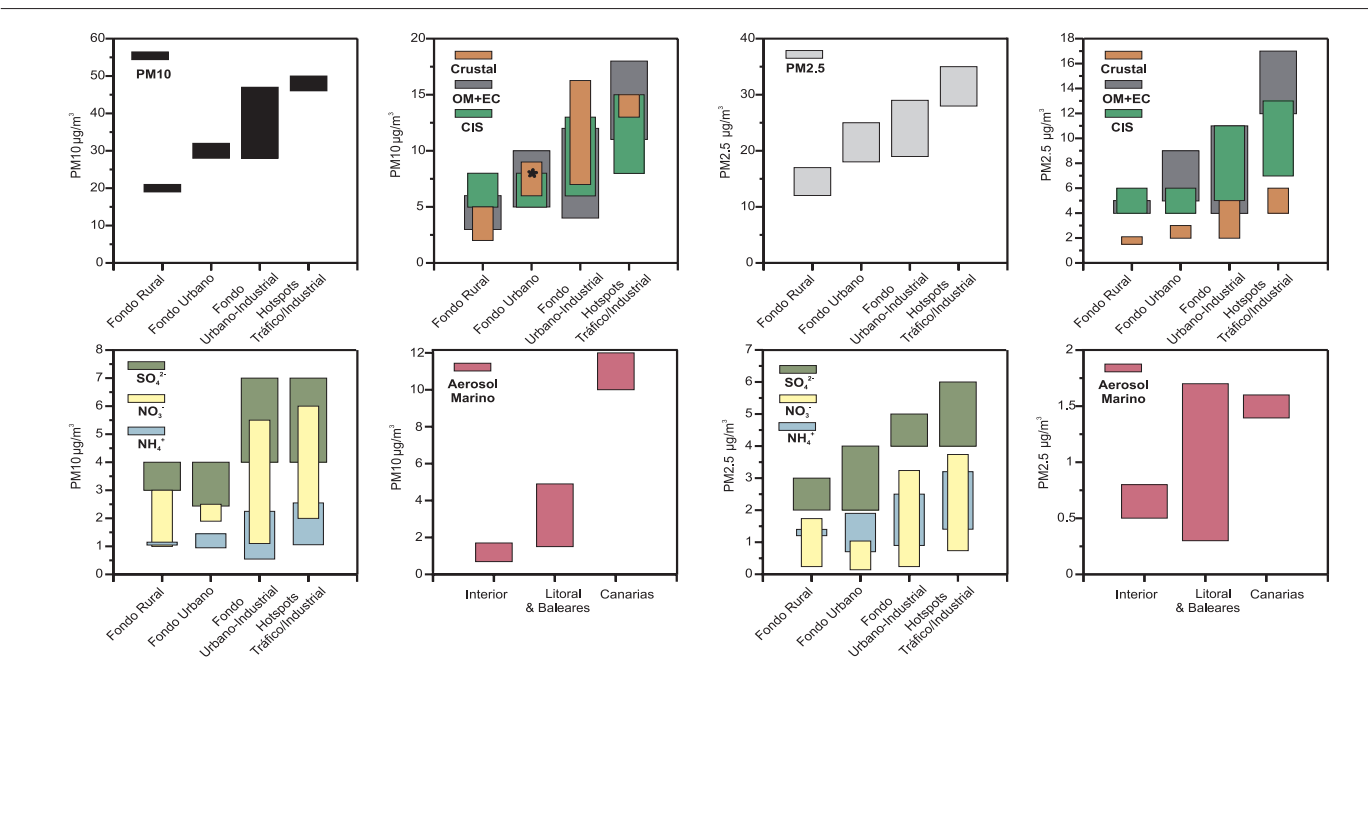 60
50
40
30
20
10
0
PM10 µg/m³
PM10
Fondo Rural
Fondo Urbano
Fondo
Urbano-Industrial
Hotspots
Tráfico/Industrial
20
15
10
5
0
PM10 µg/m³
Crustal
OM+EC
CIS
Fondo Rural
Fondo Urbano
Fondo
Urbano-Industrial
Hotspots
Tráfico/Industrial
40
30
20
10
0
PM2.5 µg/m³
PM2.5
Fondo Rural
Fondo Urbano
Fondo
Urbano-Industrial
Hotspots
Tráfico/Industrial
18
16
14
12
10
8
6
4
2
0
PM2.5 µg/m³
Crustal
OM+EC
CIS
Fondo Rural
Fondo Urbano
Fondo
Urbano-Industrial
Hotspots
Tráfico/Industrial
8
7
6
5
4
3
2
1
0
PM10 µg/m³
SO₄²⁻
NO₃⁻
NH₄⁺
Fondo Rural
Fondo Urbano
Fondo
Urbano-Industrial
Hotspots
Tráfico/Industrial
12
10
8
6
4
2
0
PM10 µg/m³
Aerosol
Marino
Interior
Litoral
& Baleares
Canarias
7
6
5
4
3
2
1
0
PM2.5 µg/m³
SO₄²⁻
NO₃⁻
NH₄⁺
Fondo Rural
Fondo Urbano
Fondo
Urbano-Industrial
Hotspots
Tráfico/Industrial
2
1.5
1
0.5
0
PM2.5 µg/m³
Aerosol
Marino
Interior
Litoral
& Baleares
Canarias